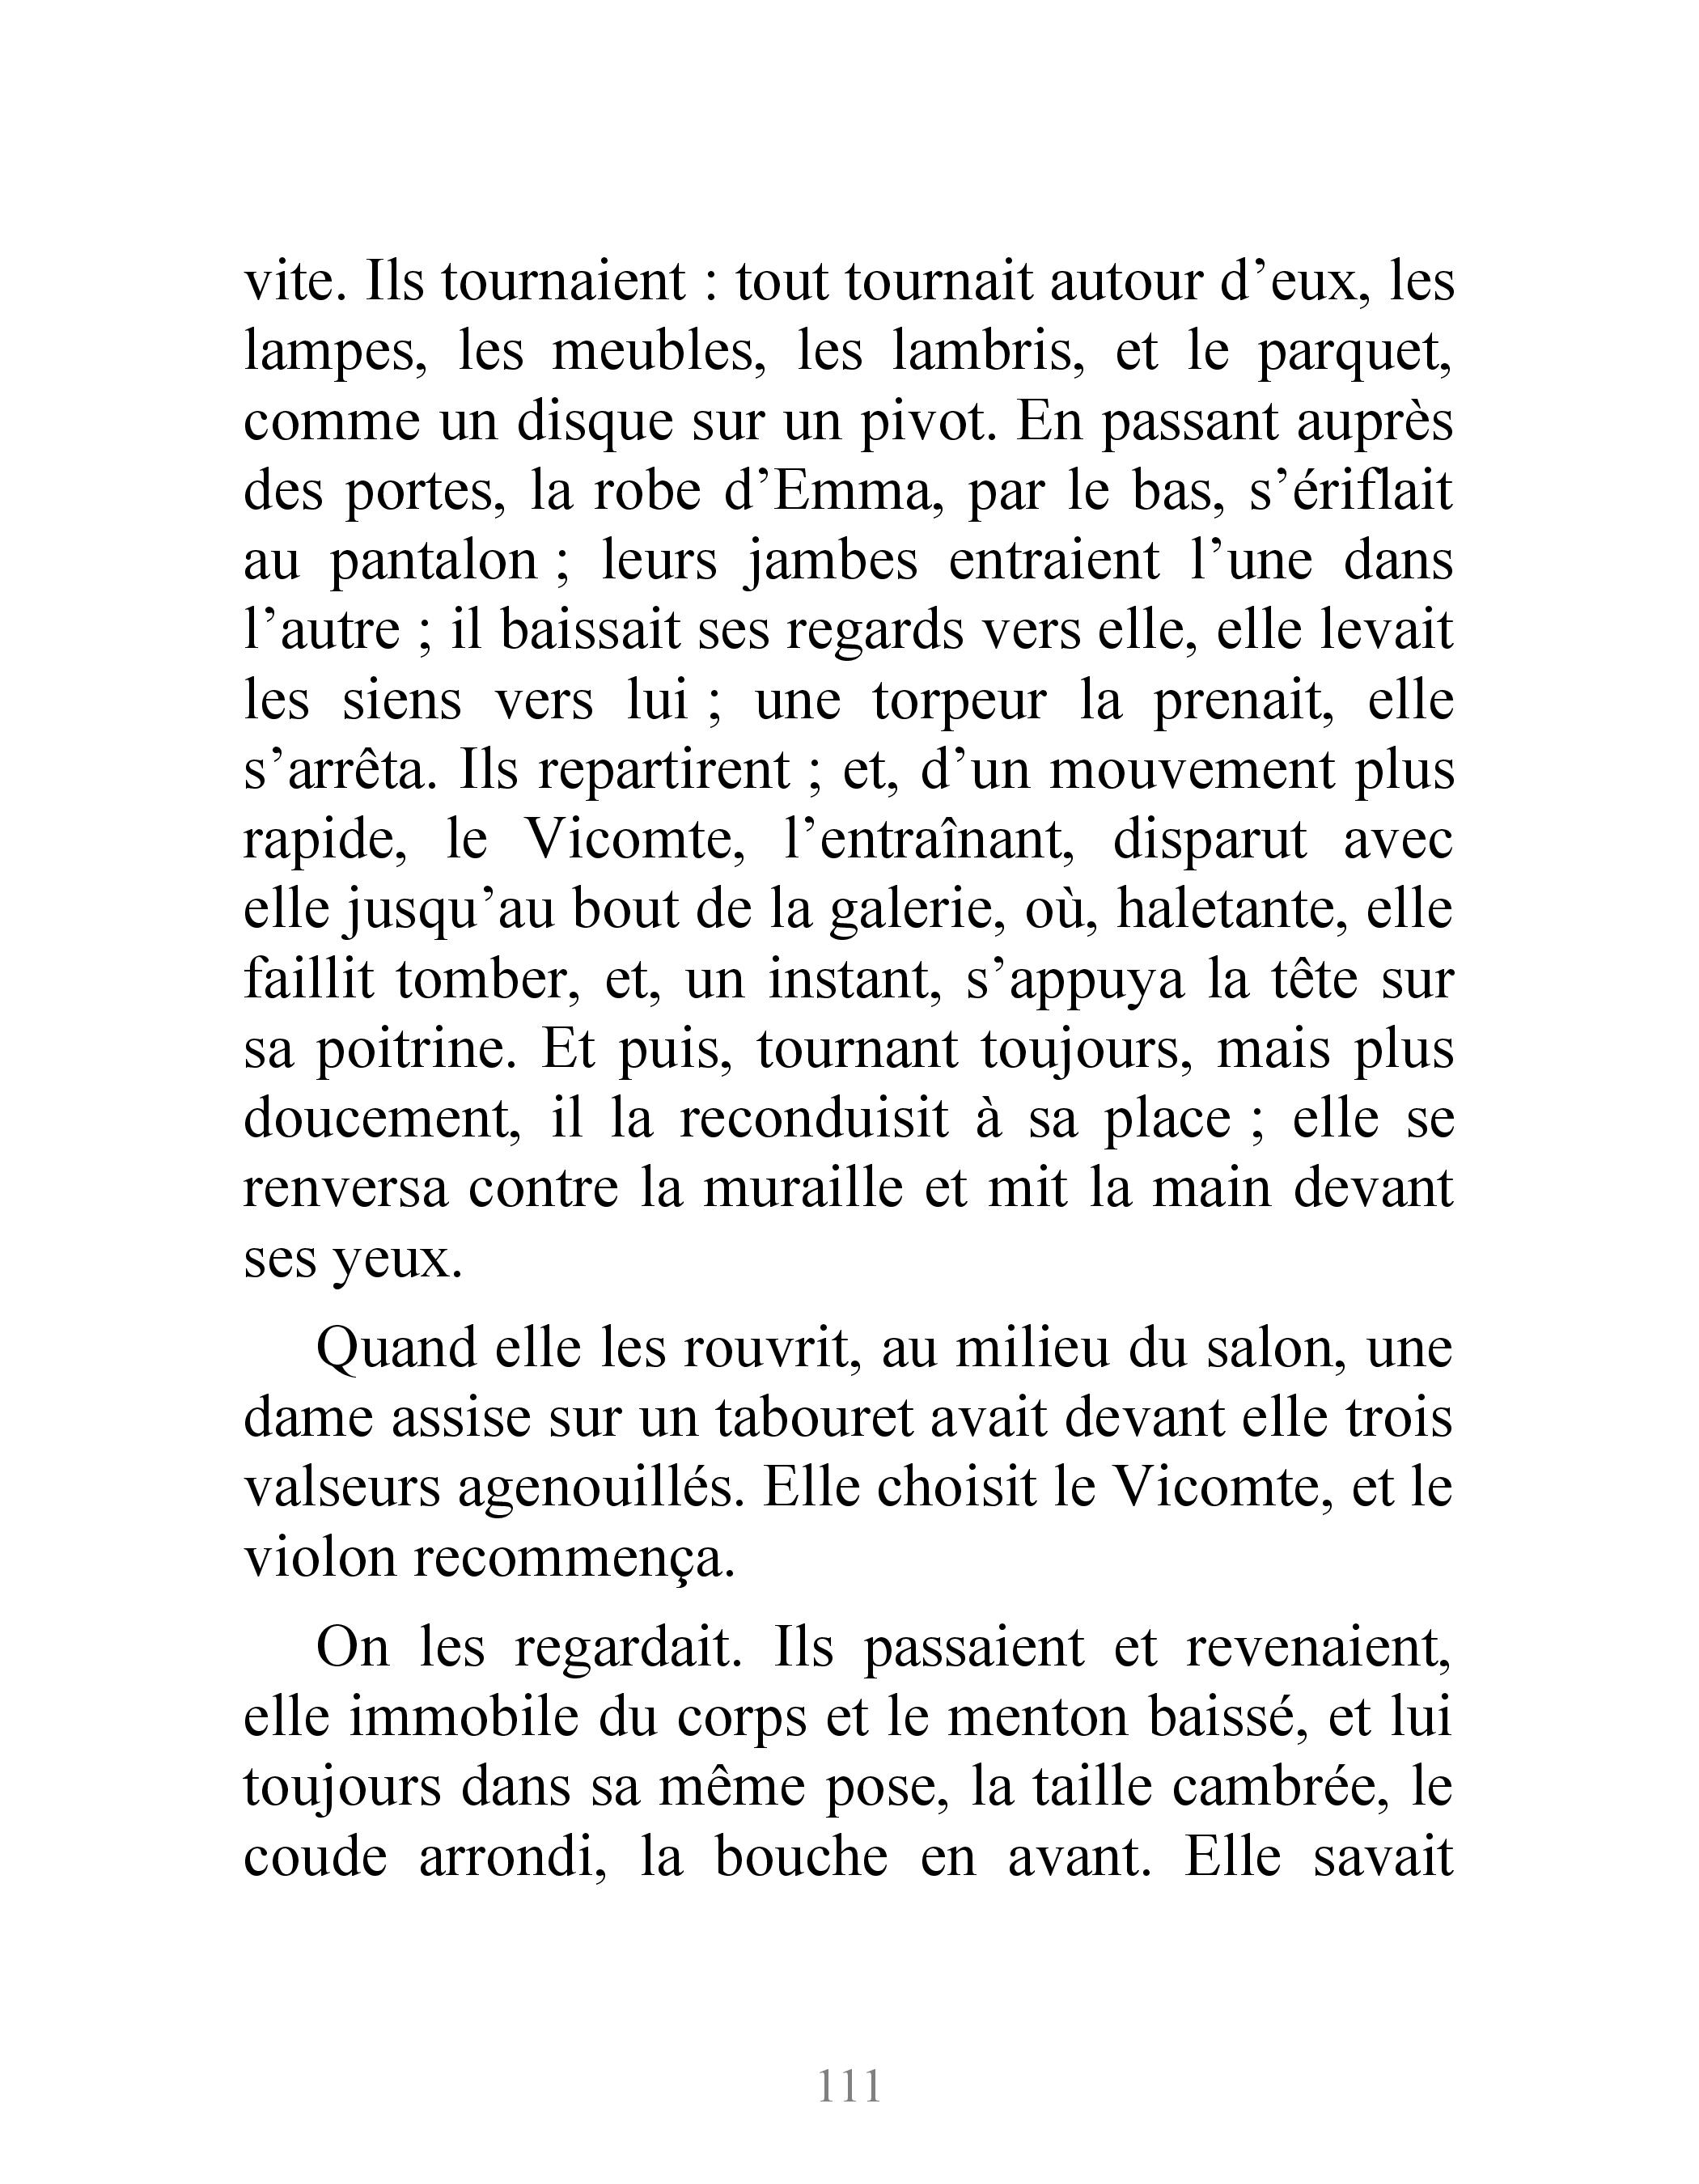 vite. Ils tournaient : tout tournait autour d’eux, les
lampes, les meubles, les lambris, et le parquet,
comme un disque sur un pivot. En passant auprès
des portes, la robe d’Emma, par le bas, s’ériflait
au pantalon ; leurs jambes entraient l’une dans
l’autre ; il baissait ses regards vers elle, elle levait
les siens vers lui ; une torpeur la prenait, elle
s’arrêta. Ils repartirent ; et, d’un mouvement plus
rapide, le Vicomte, l’entraînant, disparut avec
elle jusqu’au bout de la galerie, où, haletante, elle
faillit tomber, et, un instant, s’appuya la tête sur
sa poitrine. Et puis, tournant toujours, mais plus
doucement, il la reconduisit à sa place ; elle se
renversa contre la muraille et mit la main devant
ses yeux.
Quand elle les rouvrit, au milieu du salon, une
dame assise sur un tabouret avait devant elle trois
valseurs agenouillés. Elle choisit le Vicomte, et le
violon recommença.
On les regardait. Ils passaient et revenaient,
elle immobile du corps et le menton baissé, et lui
toujours dans sa même pose, la taille cambrée, le
coude arrondi, la bouche en avant. Elle savait
111